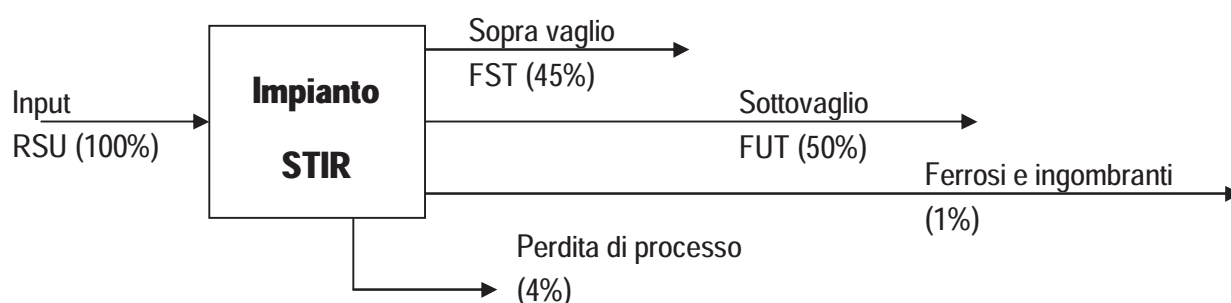 Input
RSU (100%)
Impianto
STIR
Sopra vaglio
FST (45%)
Sottovaglio
FUT (50%)
Ferrosi e ingombranti
(1%)
Perdita di processo
(4%)